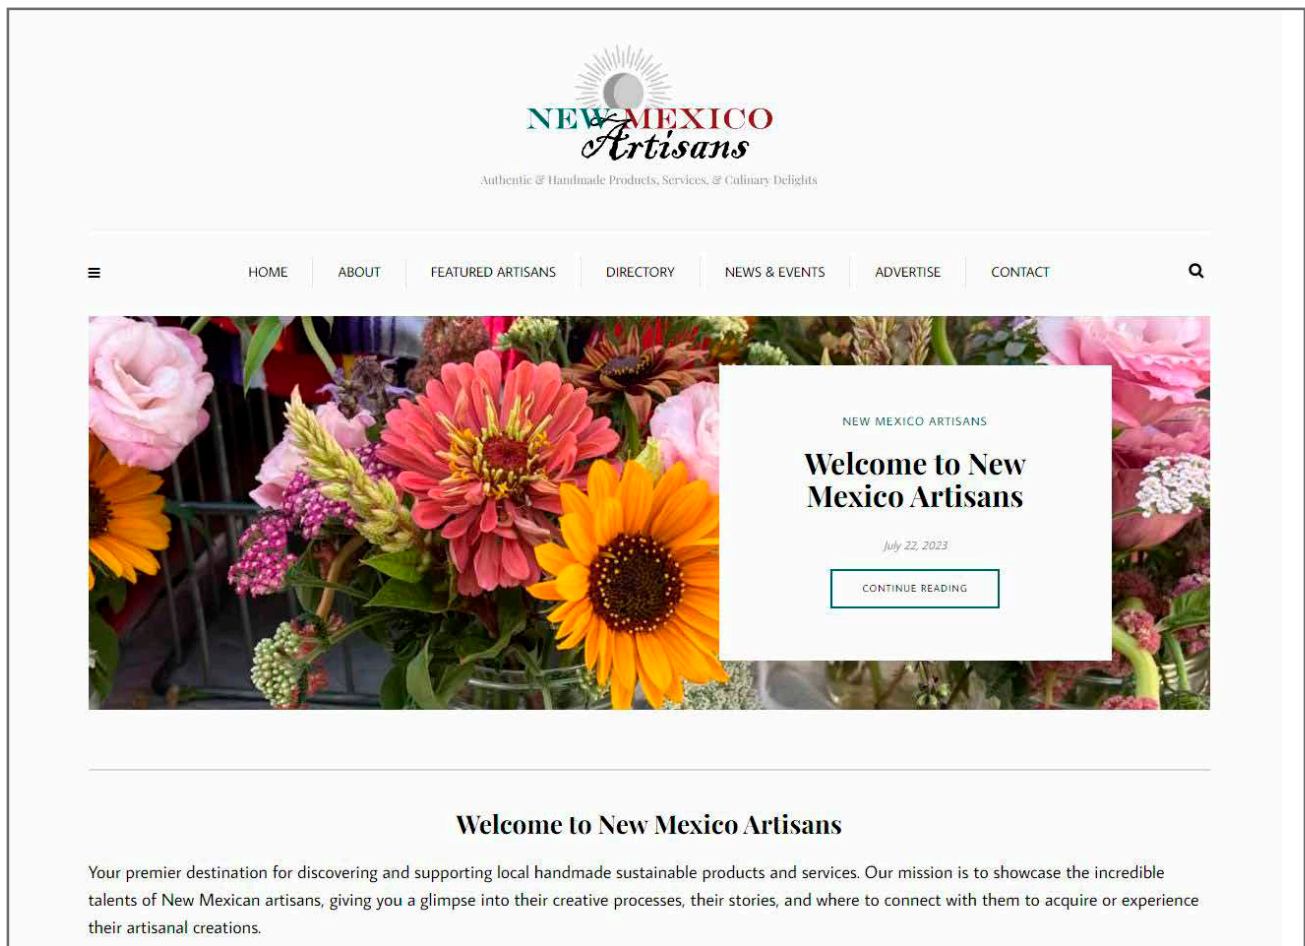 NEW MEXICO
Artisans
Authentic & Handmade Products, Services, & Culinary Delights
HOME
ABOUT
FEATURED ARTISANS
DIRECTORY
NEWS & EVENTS
ADVERTISE
CONTACT
NEW MEXICO ARTISANS
Welcome to New
Mexico Artisans
July 22, 2023
CONTINUE READING
Welcome to New Mexico Artisans
Your premier destination for discovering and supporting local handmade sustainable products and services. Our mission is to showcase the incredible
talents of New Mexican artisans, giving you a glimpse into their creative processes, their stories, and where to connect with them to acquire or experience
their artisanal creations.